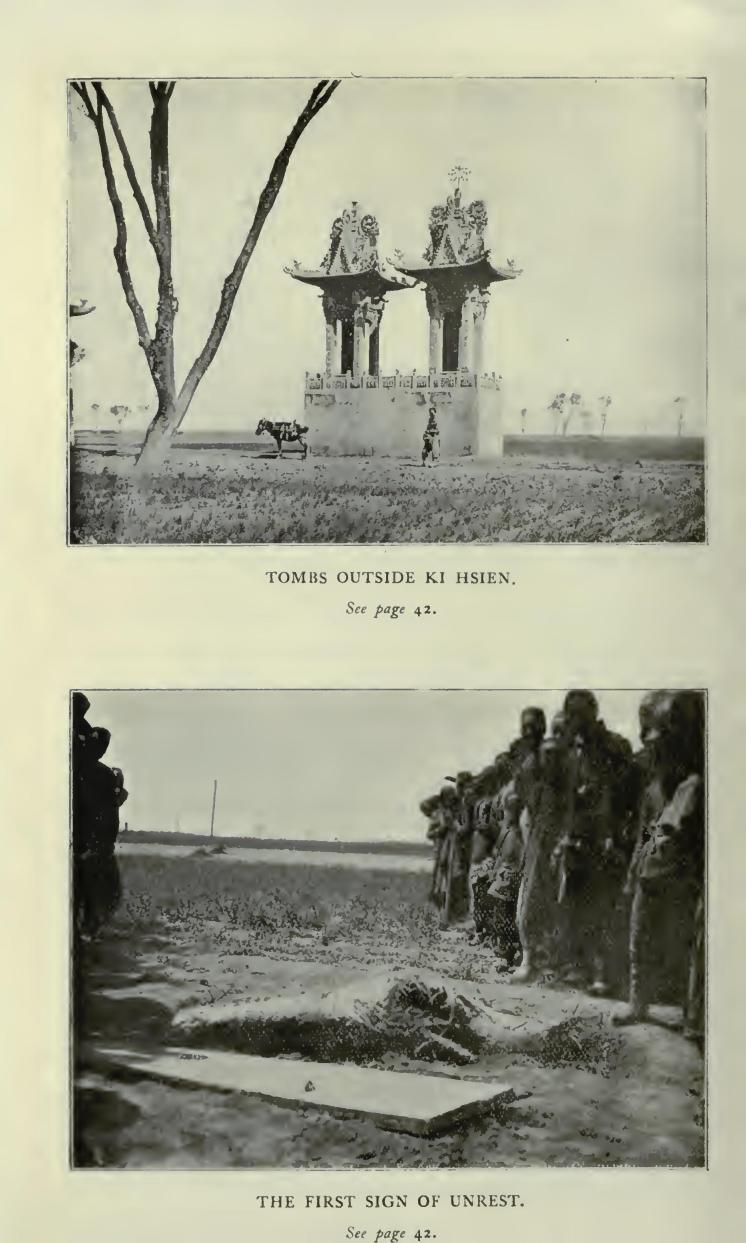 TOMBS OUTSIDE KI HSIEN.
See page 42.
THE FIRST SIGN OF UNREST.
See page 42.